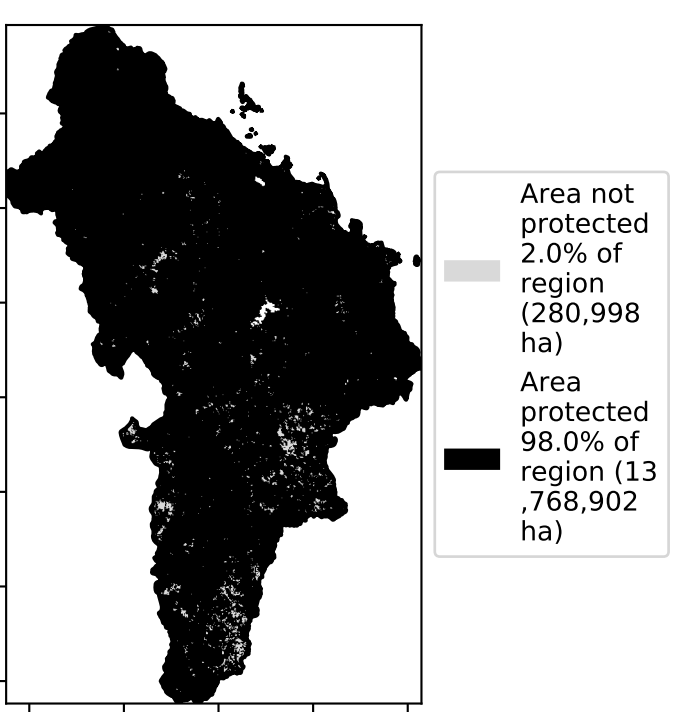 Area not
protected
2.0% of
region
(280,998
ha)
Area
protected
98.0% of
region (13
,768,902
ha)